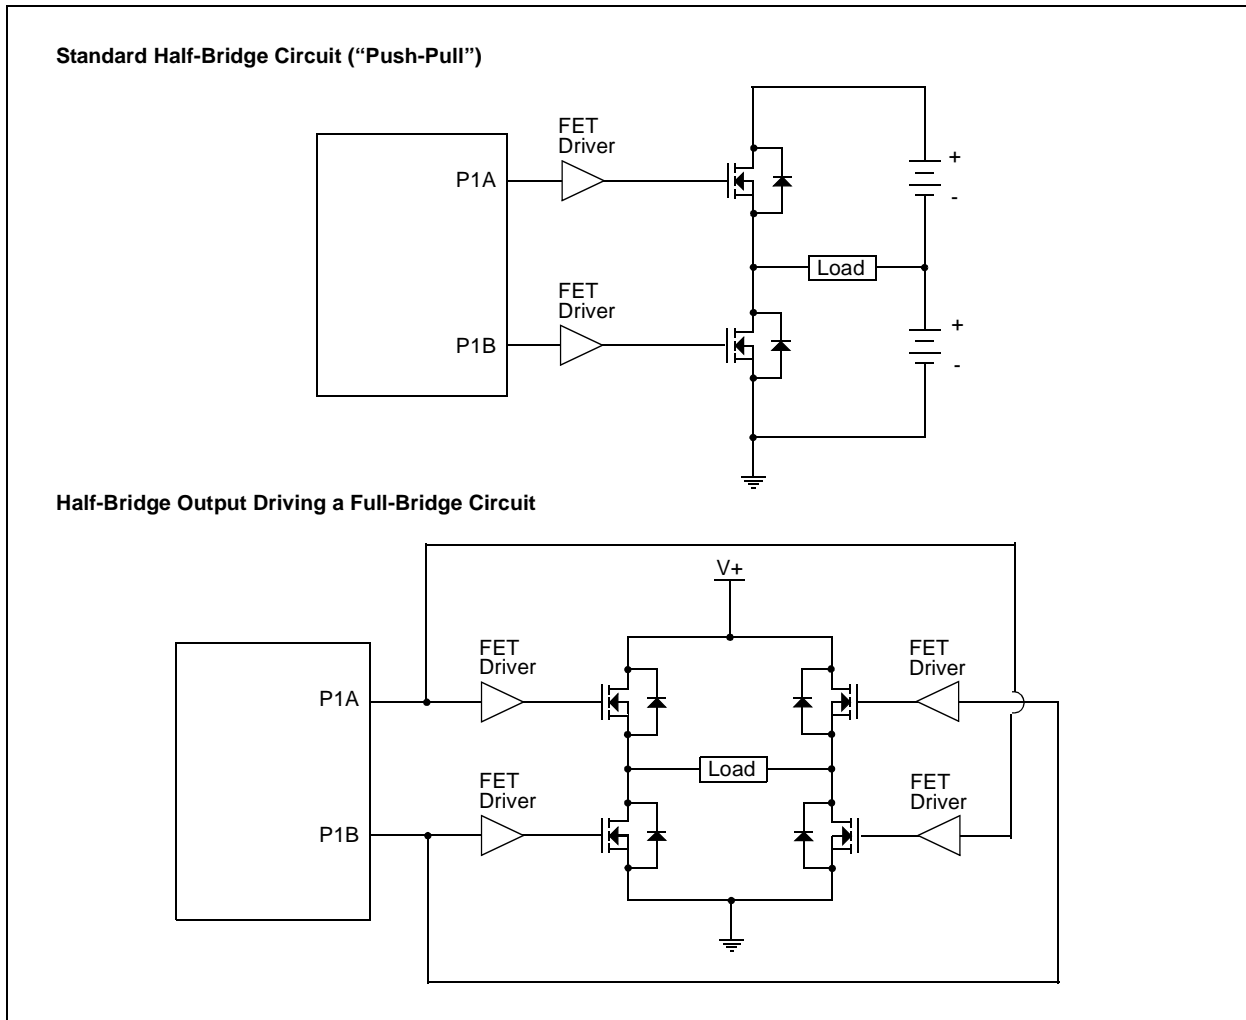 Standard Half-Bridge Circuit (“Push-Pull”)
FET
Driver
P1A
+
-
Load
FET
Driver
P1B
+
-
Half-Bridge Output Driving a Full-Bridge Circuit
V+
FET
Driver
FET
Driver
P1A
Load
FET
Driver
FET
Driver
P1B